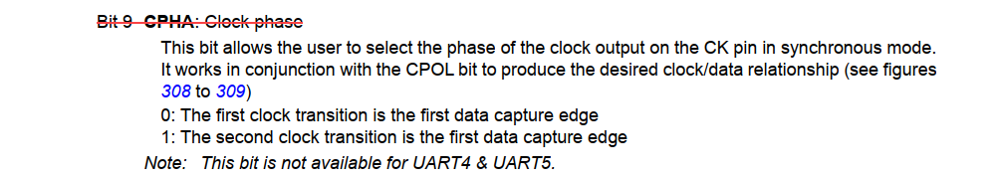 Bit 9 CPHA: Clock phase
This bit allows the user to select the phase of the clock output on the CK pin in synchronous mode.
It works in conjunction with the CPOL bit to produce the desired clock/data relationship (see figures
308 to 309)
0: The first clock transition is the first data capture edge
1: The second clock transition is the first data capture edge
Note: This bit is not available for UART4 & UART5.